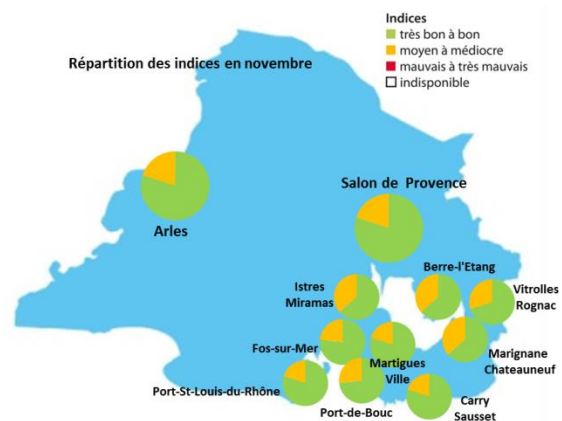 Indices
très bon à bon
moyen à médiocre
mauvais à très mauvais
indisponible
Répartition des indices en novembre
Salon de Provence
Arles
Berre-l'Etang
Istres
Miramas
Vitrolles
Rognac
Fos-sur-Mer
Martigues
Ville
Marignane
Chateauneuf
Port-St-Louis-du-Rhône
Port-de-Bouc
Carry
Sausset